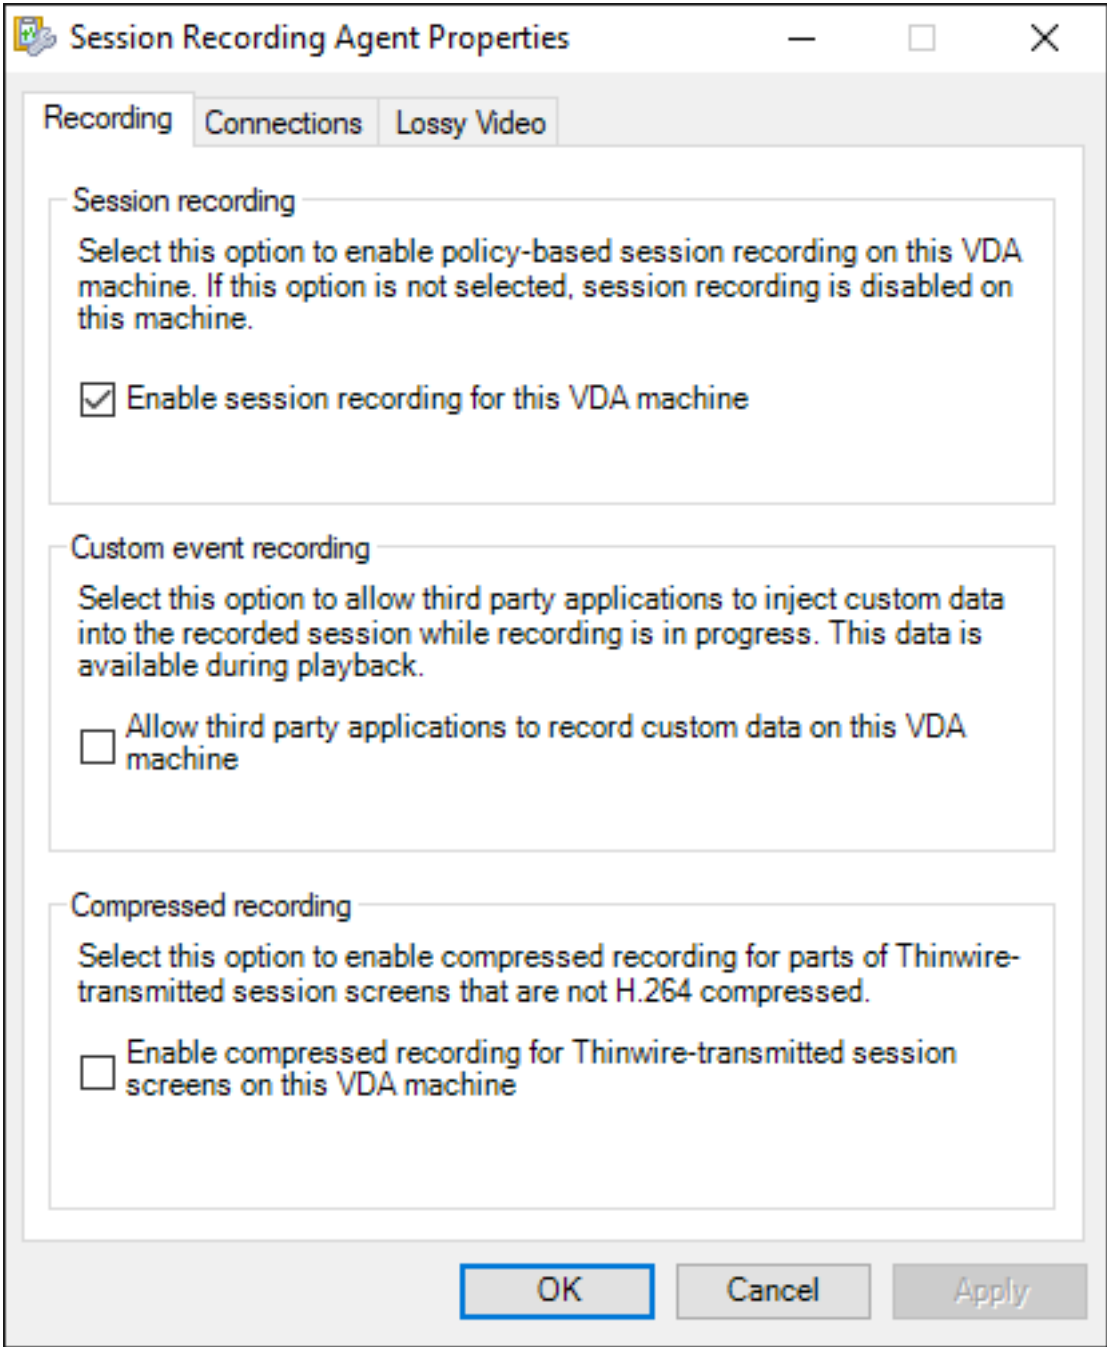 Session Recording Agent Properties
Recording
Connections
Lossy Video
Session recording
Select this option to enable policy-based session recording on this VDA
machine. If this option is not selected, session recording is disabled on
this machine.
Enable session recording for this VDA machine
Custom event recording
Select this option to allow third party applications to inject custom data
into the recorded session while recording is in progress. This data is
available during playback.
Allow third party applications to record custom data on this VDA
machine
Compressed recording
Select this option to enable compressed recording for parts of Thinwire-
transmitted session screens that are not H.264 compressed.
Enable compressed recording for Thinwire-transmitted session
screens on this VDA machine
OK
Cancel
Apply